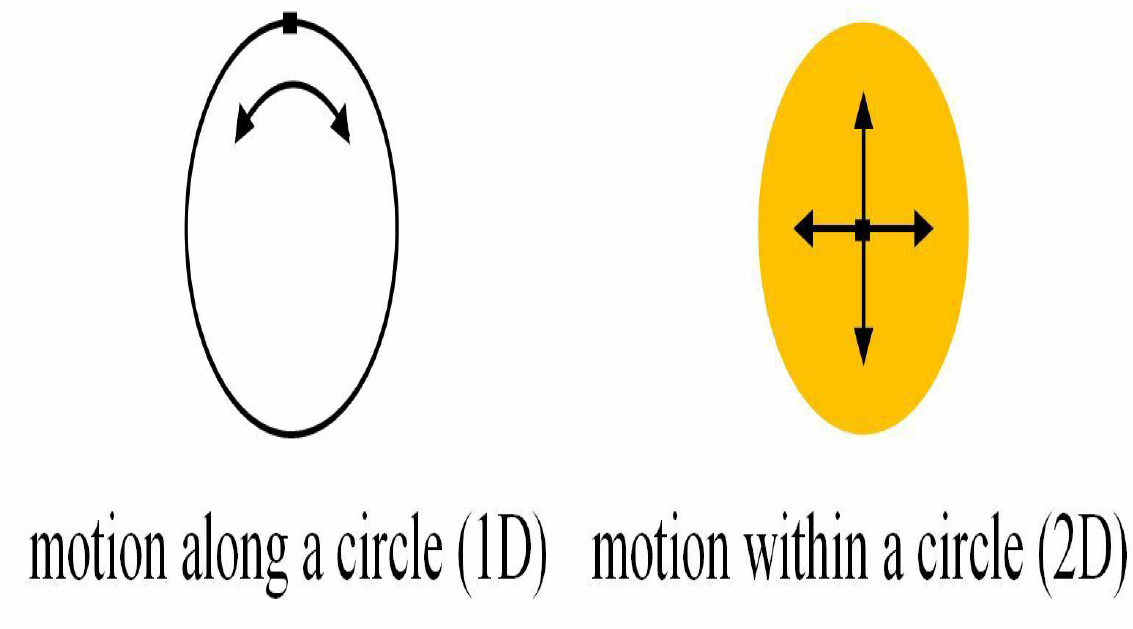 motion along a circle (1D)
motion within a circle (2D)